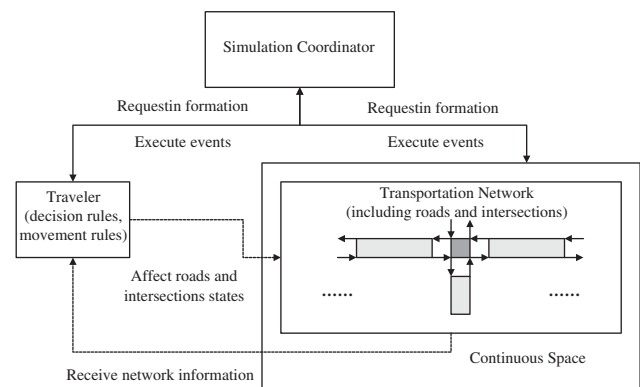 Simulation Coordinator
Requestin formation
Requestin formation
Execute events
Execute events
Traveler
(decision rules,
movement rules)
Transportation Network
(including roads and intersections)
Affect roads and
intersections states
......
......
Continuous Space
Receive network information